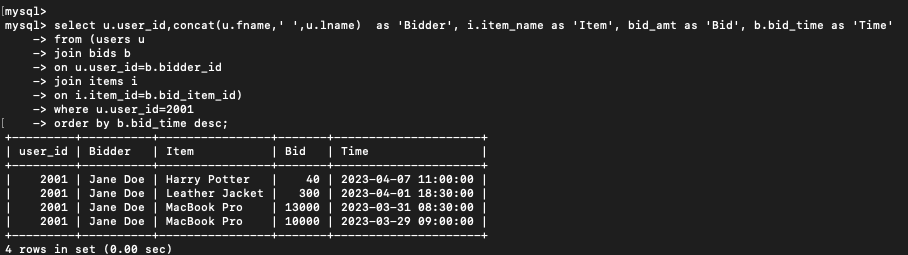 [mysql>
mysql> select u.user_id,concat(u.fname,' ',u.lname)  as 'Bidder', i.item_name as 'Item', bid_amt as 'Bid', b.bid_time as 'Time'
    -> from (users u
    -> join bids b
    -> on u.user_id=b.bidder_id
    -> join items i
    -> on i.item_id=b.bid_item_id)
    -> where u.user_id=2001
[    -> order by b.bid_time desc;
+---------+----------+----------------+-------+---------------------+
| user_id | Bidder   | Item           | Bid   | Time                |
+---------+----------+----------------+-------+---------------------+
|    2001 | Jane Doe | Harry Potter   |    40 | 2023-04-07 11:00:00 |
|    2001 | Jane Doe | Leather Jacket |   300 | 2023-04-01 18:30:00 |
|    2001 | Jane Doe | MacBook Pro    | 13000 | 2023-03-31 08:30:00 |
|    2001 | Jane Doe | MacBook Pro    | 10000 | 2023-03-29 09:00:00 |
+---------+----------+----------------+-------+---------------------+
4 rows in set (0.00 sec)